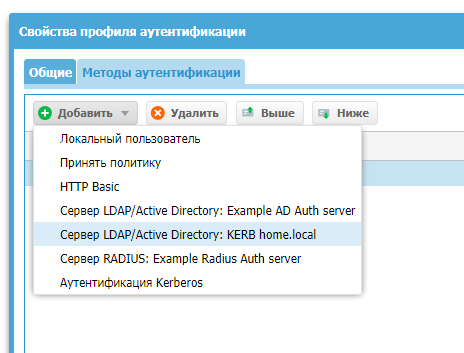 Свойства профиля аутентификации
Общие Методы аутентификации
Добавить Удалить Выше Ниже
Локальный пользователь
Принять политику
HTTP Basic
Сервер LDAP/Active Directory: Example AD Auth server
Сервер LDAP/Active Directory: KERB home.local
Сервер RADIUS: Example Radius Auth server
Аутентификация Kerberos